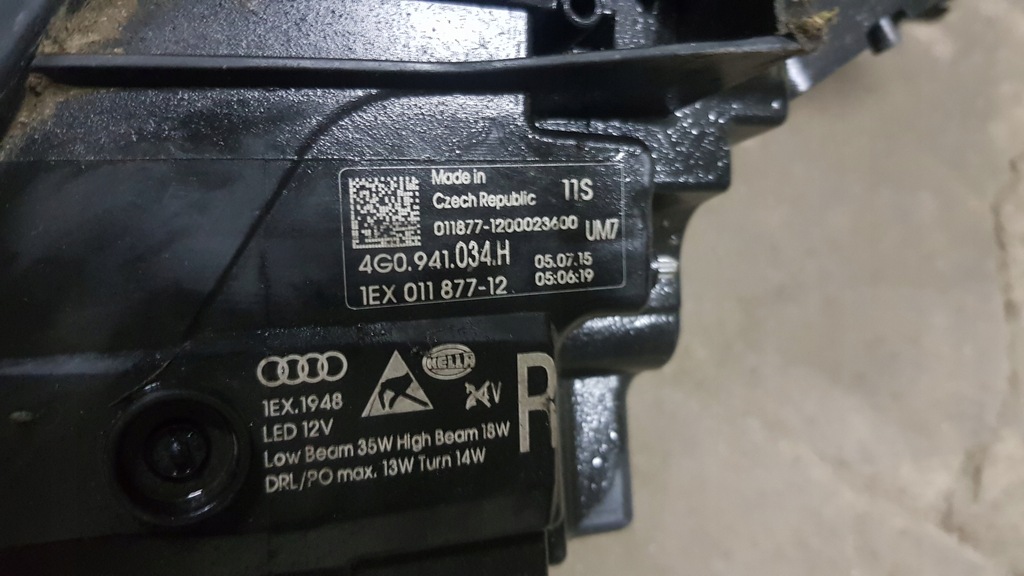 Made in
Czech Republic 11S
011877-1200023600 UM7
4G0.941.034.H 05.07.15
1EX 011 877-12 05:06:19
HELLA
1EX.1948
LED 12V
Low Beam 35W High Beam 18W
DRL/PO max. 13W Turn 14W
R